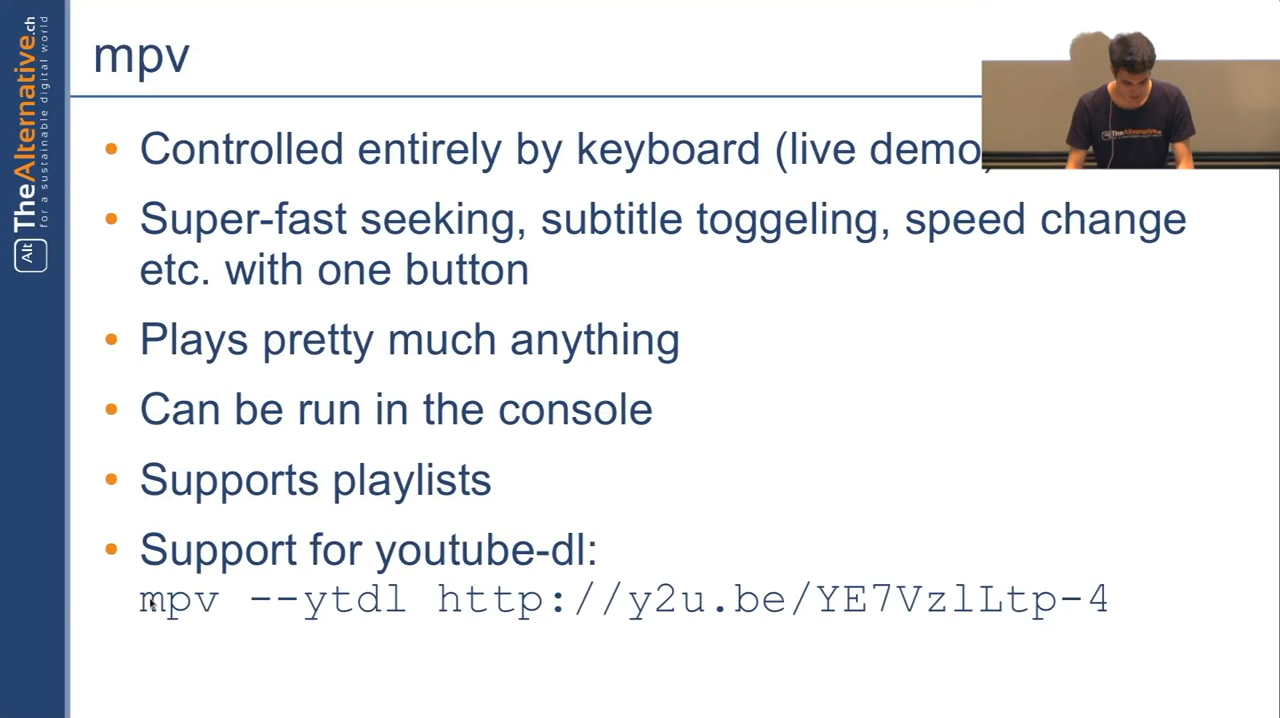 mpv
• Controlled entirely by keyboard (live demo
• Super-fast seeking, subtitle toggeling, speed change
etc. with one button
• Plays pretty much anything
• Can be run in the console
• Supports playlists
• Support for youtube-dl:
mpv --ytdl http://y2u.be/YE7VzlLtp-4
Alt TheAlternative.ch
for a sustainable digital world
TheAlternative